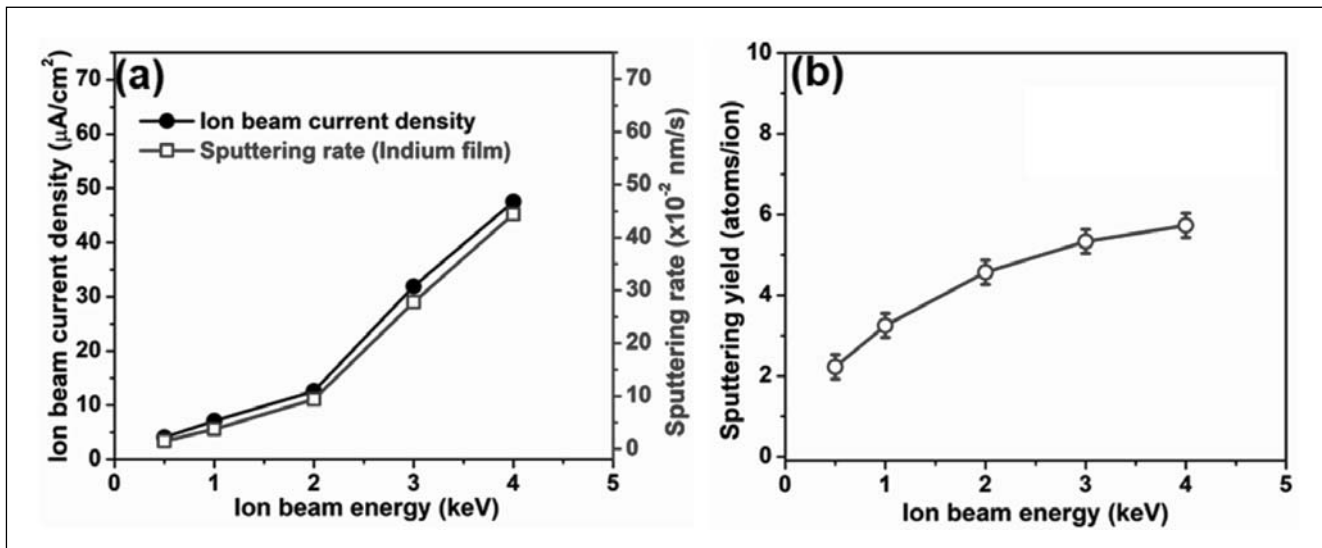 (a)
Ion beam current density (μA/cm²)
70
60
50
40
30
20
10
0
Ion beam current density
Sputtering rate (Indium film)
70
60
50
40
30
20
10
0
Sputtering rate (x10⁻² nm/s)
0 1 2 3 4 5
Ion beam energy (keV)
(b)
Sputtering yield (atoms/ion)
10
8
6
4
2
0
0 1 2 3 4 5
Ion beam energy (keV)